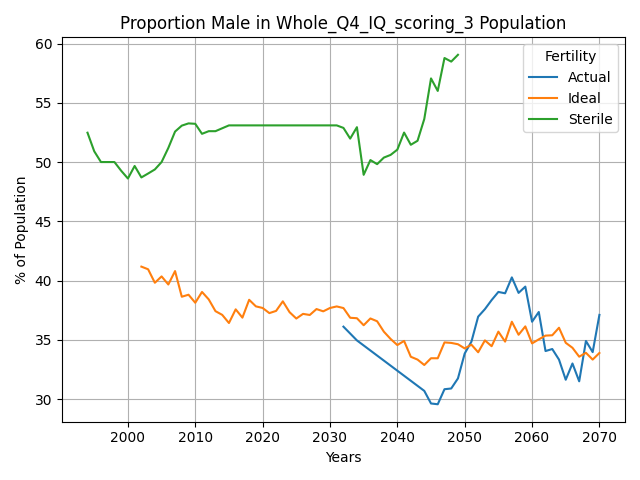 Proportion Male in Whole_Q4_IQ_scoring_3 Population
Fertility
Actual
Ideal
Sterile
% of Population
60
55
50
45
40
35
30
2000 2010 2020 2030 2040 2050 2060 2070
Years